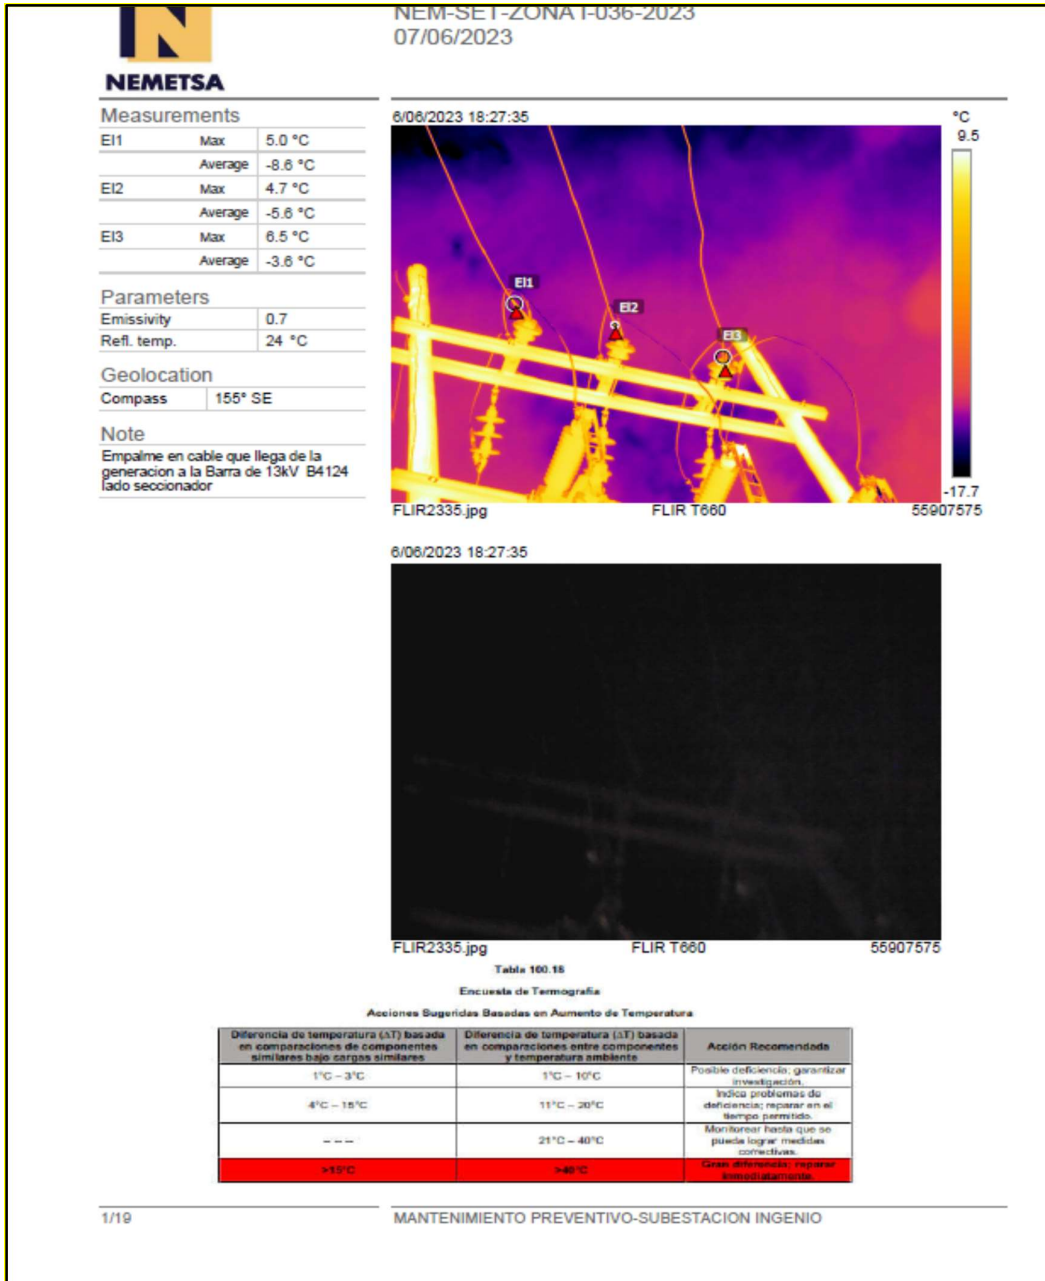 NEM-SET-ZONA I-036-2023
07/06/2023
NEMETSA
Measurements
El1 Max 5.0 °C
Average -8.6 °C
El2 Max 4.7 °C
Average -5.6 °C
El3 Max 6.5 °C
Average -3.6 °C
Parameters
Emissivity 0.7
Refl. temp. 24 °C
Geolocation
Compass 155° SE
Note
Empalme en cable que llega de la
generacion a la Barra de 13kV B4124
lado seccionador
6/06/2023 18:27:35
°C
9.5
El1
El2
El3
-17.7
FLIR2335.jpg FLIR T660 55907575
6/06/2023 18:27:35
FLIR2335.jpg FLIR T660 55907575
Tabla 100.18
Encuesta de Termografía
Acciones Sugeridas Basadas en Aumento de Temperatura
Diferencia de temperatura (ΔT) basada
en comparaciones de componentes
similares bajo cargas similares
Diferencia de temperatura (ΔT) basada
en comparaciones entre componentes
y temperatura ambiente
Acción Recomendada
1°C – 3°C
1°C – 10°C
Posible deficiencia; garantizar
investigación.
4°C – 15°C
11°C – 20°C
Indica problemas de
deficiencia; reparar en el
tiempo permitido.
– – –
21°C – 40°C
Monitorear hasta que se
pueda lograr medidas
correctivas.
>15°C
>40°C
Gran diferencia; reparar
inmediatamente.
1/19
MANTENIMIENTO PREVENTIVO-SUBESTACION INGENIO